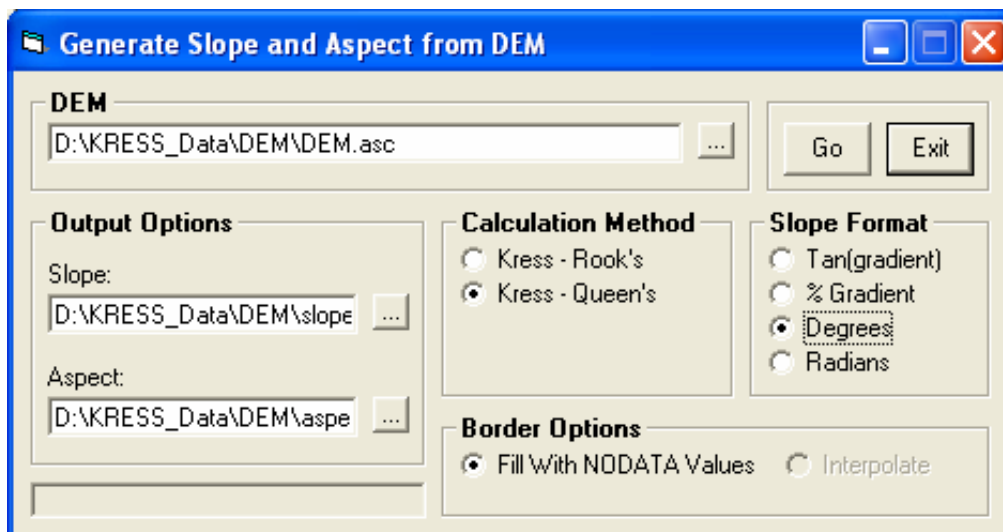 Generate Slope and Aspect from DEM
DEM
D:\KRESS_Data\DEM\DEM.asc
...
Go
Exit
Output Options
Slope:
D:\KRESS_Data\DEM\slope
...
Aspect:
D:\KRESS_Data\DEM\aspe
...
Calculation Method
Kress - Rook's
Kress - Queen's
Slope Format
Tan(gradient)
% Gradient
Degrees
Radians
Border Options
Fill With NODATA Values
Interpolate